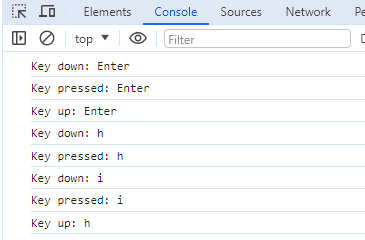 Elements Console Sources Network
top Filter
Key down: Enter
Key pressed: Enter
Key up: Enter
Key down: h
Key pressed: h
Key down: i
Key pressed: i
Key up: h